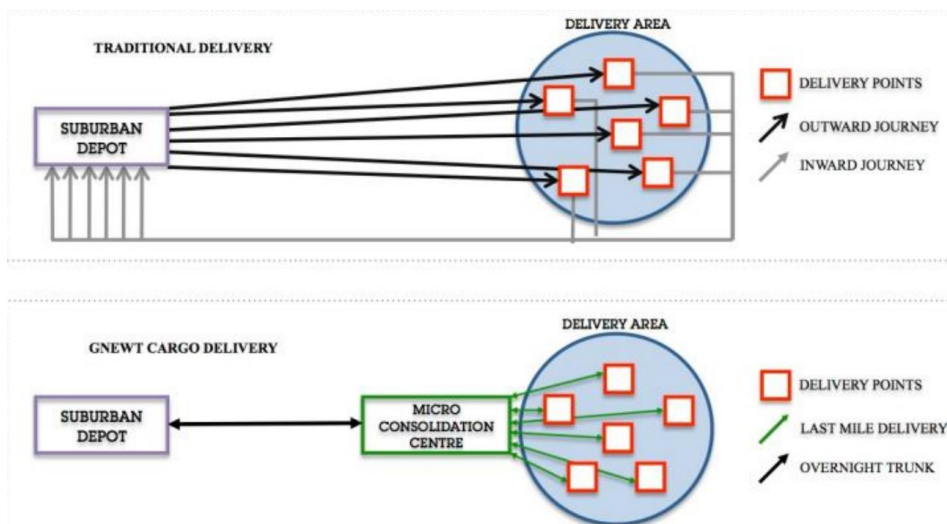 DELIVERY AREA
TRADITIONAL DELIVERY
SUBURBAN
DEPOT
DELIVERY POINTS
OUTWARD JOURNEY
INWARD JOURNEY
DELIVERY AREA
GNEWT CARGO DELIVERY
SUBURBAN
DEPOT
MICRO
CONSOLIDATION
CENTRE
DELIVERY POINTS
LAST MILE DELIVERY
OVERNIGHT TRUNK